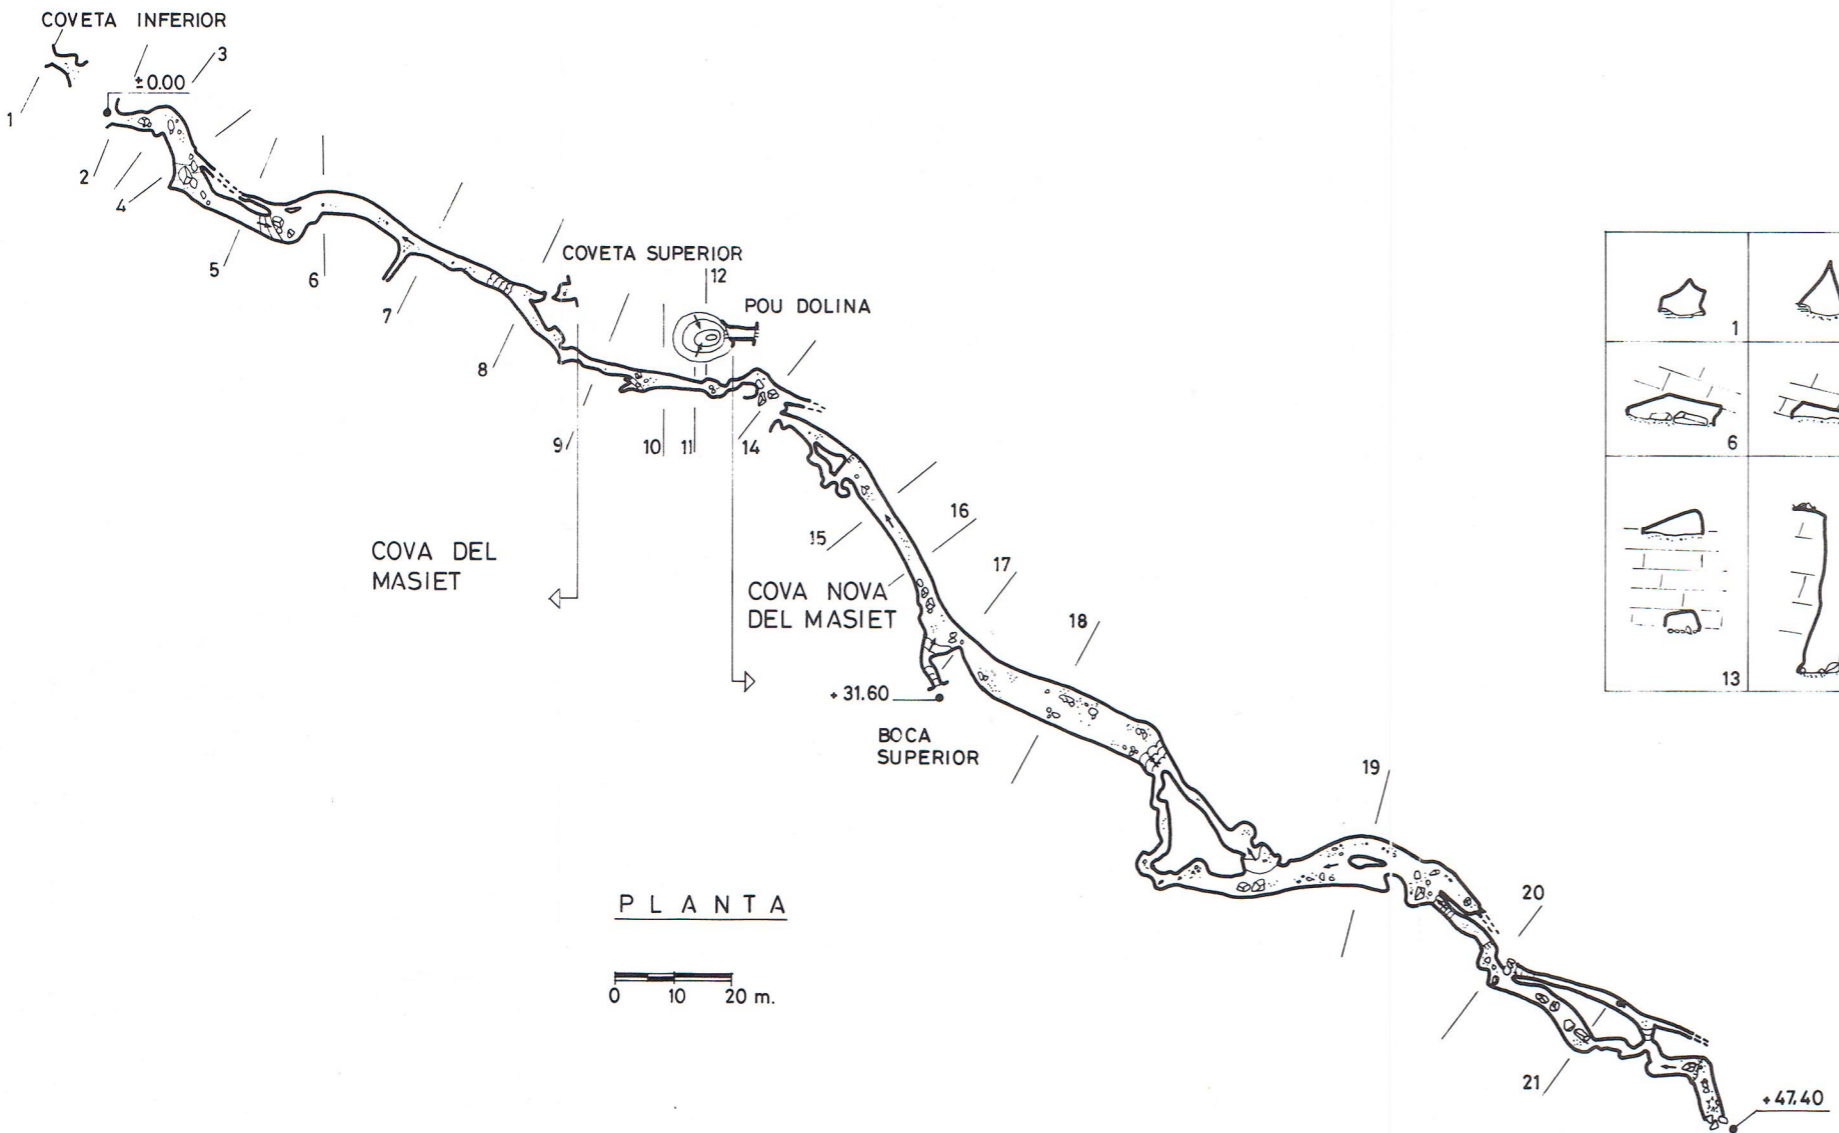 COVETA INFERIOR
3
±0.00
1
2
4
5
6
7
COVETA SUPERIOR
12
POU DOLINA
8
9
10
11
14
1
6
13
COVA DEL
MASIET
15
16
17
COVA NOVA
DEL MASIET
18
+31.60
BOCA
SUPERIOR
19
PLANTA
0 10 20 m.
20
21
+47.40